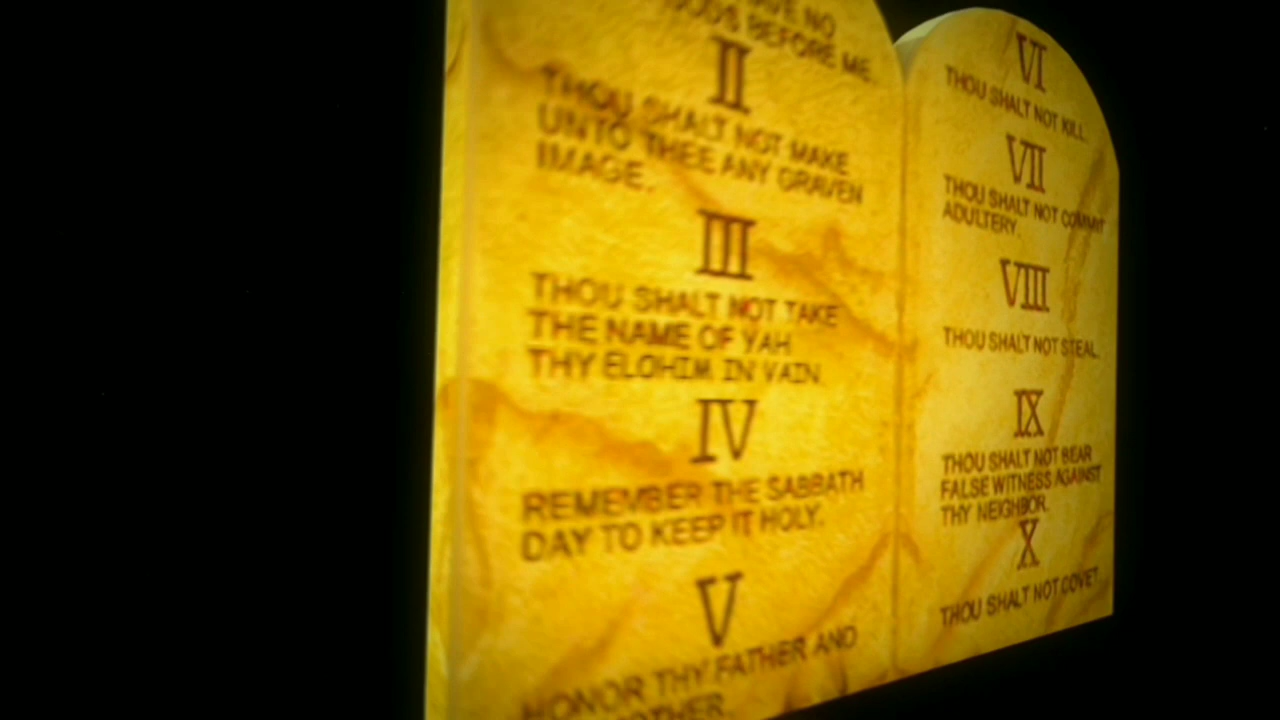 HAVE NO
GODS BEFORE ME.
II
THOU SHALT NOT MAKE
UNTO THEE ANY GRAVEN
IMAGE.
III
THOU SHALT NOT TAKE
THE NAME OF YAH
THY ELOHIM IN VAIN.
IV
REMEMBER THE SABBATH
DAY TO KEEP IT HOLY.
V
HONOR THY FATHER AND
MOTHER.
VI
THOU SHALT NOT KILL.
VII
THOU SHALT NOT COMMIT
ADULTERY.
VIII
THOU SHALT NOT STEAL.
IX
THOU SHALT NOT BEAR
FALSE WITNESS AGAINST
THY NEIGHBOR.
X
THOU SHALT NOT COVET